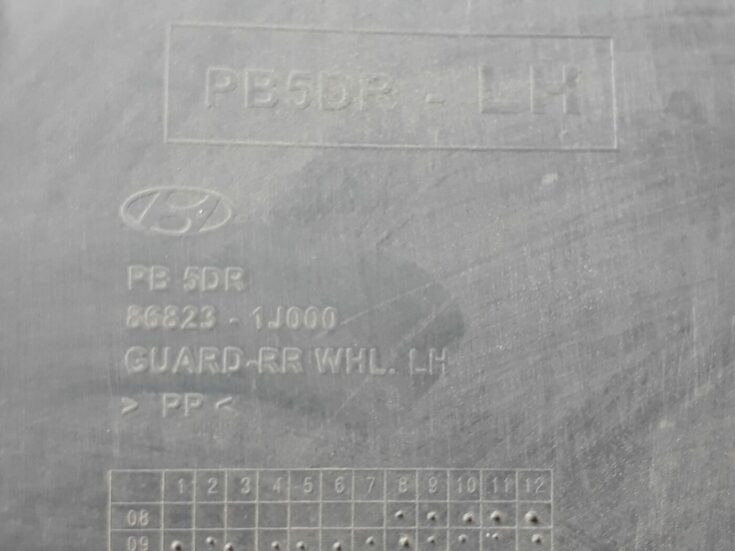 PB5DR - LH
PB 5DR
86823 - 1J000
GUARD-RR WHL. LH
> PP <
1 2 3 4 5 6 7 8 9 10 11 12
08
09